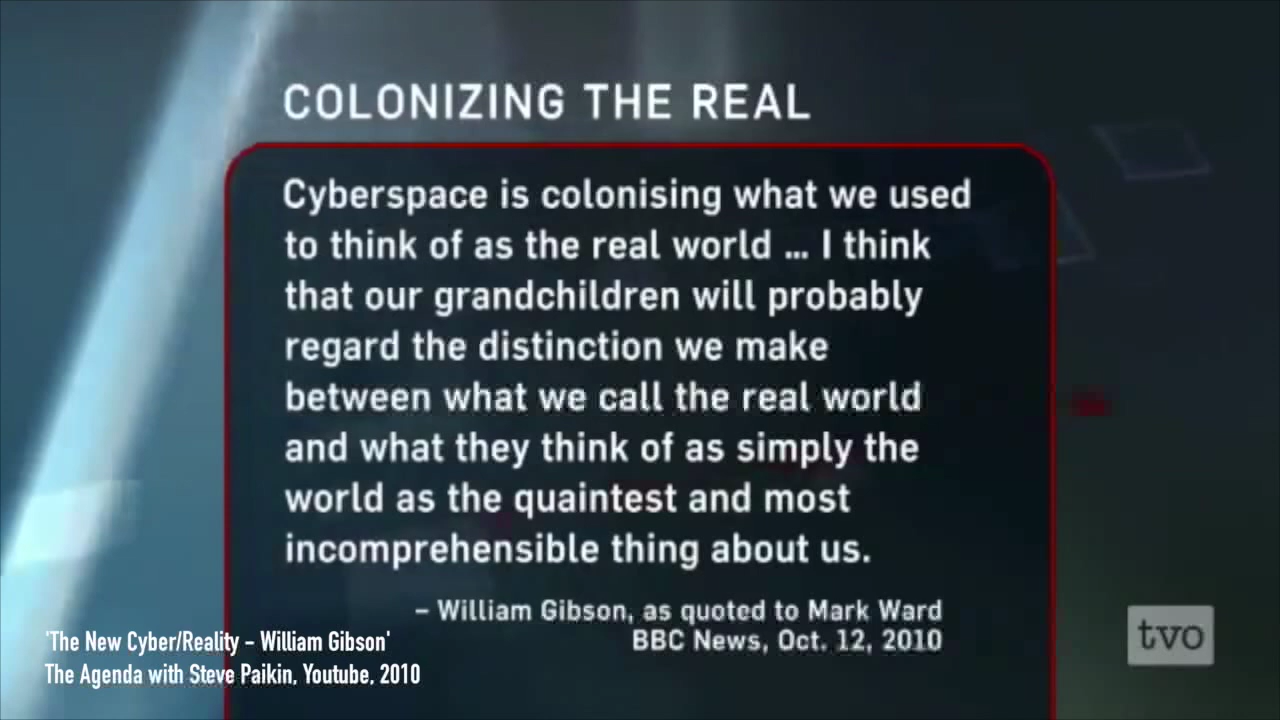 COLONIZING THE REAL
Cyberspace is colonising what we used
to think of as the real world ... I think
that our grandchildren will probably
regard the distinction we make
between what we call the real world
and what they think of as simply the
world as the quaintest and most
incomprehensible thing about us.
– William Gibson, as quoted to Mark Ward
BBC News, Oct. 12, 2010
'The New Cyber/Reality – William Gibson'
The Agenda with Steve Paikin, Youtube, 2010
tvo